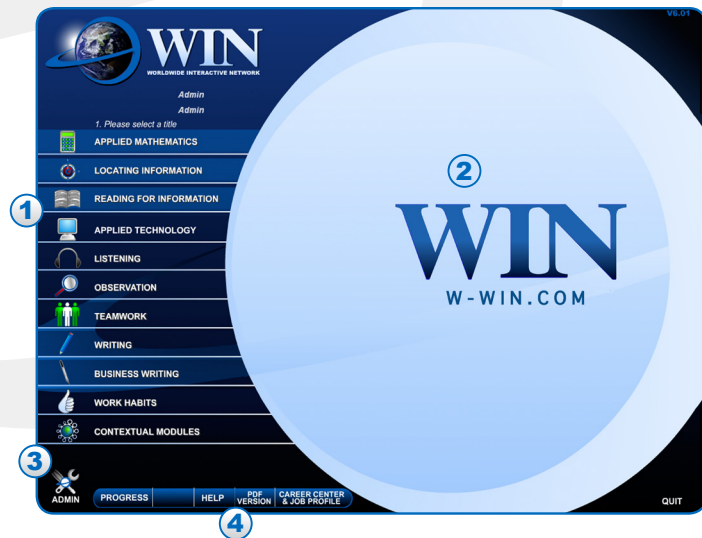 V6.01
WIN
WORLDWIDE INTERACTIVE NETWORK
Admin
Admin
1. Please select a title
APPLIED MATHEMATICS
LOCATING INFORMATION
READING FOR INFORMATION
1
APPLIED TECHNOLOGY
LISTENING
OBSERVATION
TEAMWORK
WRITING
BUSINESS WRITING
WORK HABITS
CONTEXTUAL MODULES
2
WIN
W-WIN.COM
3
ADMIN
PROGRESS
HELP
PDF
VERSION
CAREER CENTER
& JOB PROFILE
4
QUIT